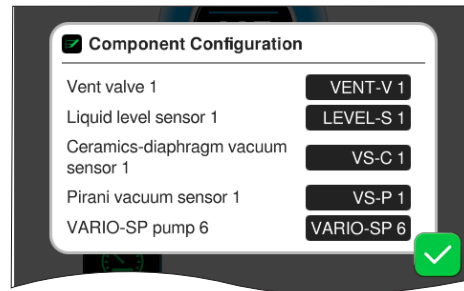 Component Configuration
Vent valve 1 VENT-V 1
Liquid level sensor 1 LEVEL-S 1
Ceramics-diaphragm vacuum
sensor 1 VS-C 1
Pirani vacuum sensor 1 VS-P 1
VARIO-SP pump 6 VARIO-SP 6